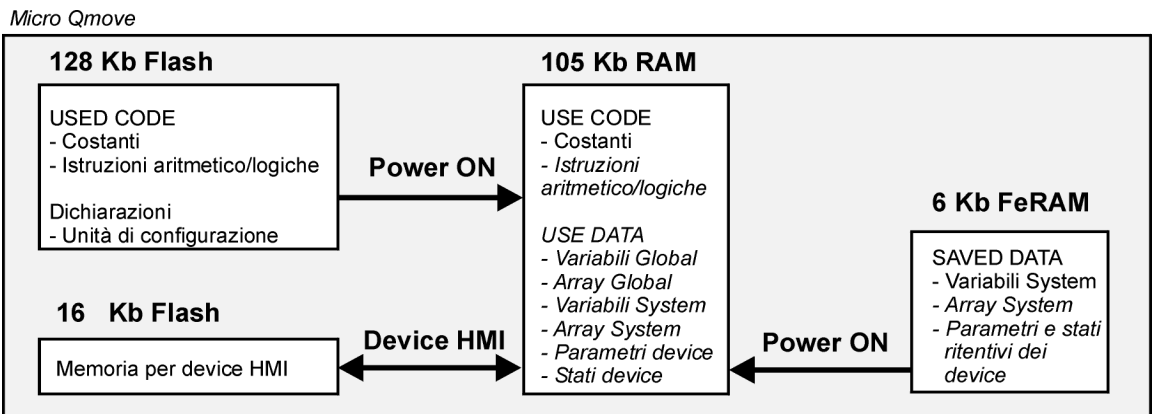 Micro Qmove
128 Kb Flash
USED CODE
- Costanti
- Istruzioni aritmetico/logiche
Dichiarazioni
- Unità di configurazione
Power ON
105 Kb RAM
USE CODE
- Costanti
- Istruzioni
aritmetico/logiche
USE DATA
- Variabili Global
- Array Global
- Variabili System
- Array System
- Parametri device
- Stati device
6 Kb FeRAM
SAVED DATA
- Variabili System
- Array System
- Parametri e stati
ritentivi dei
device
Power ON
16 Kb Flash
Memoria per device HMI
Device HMI